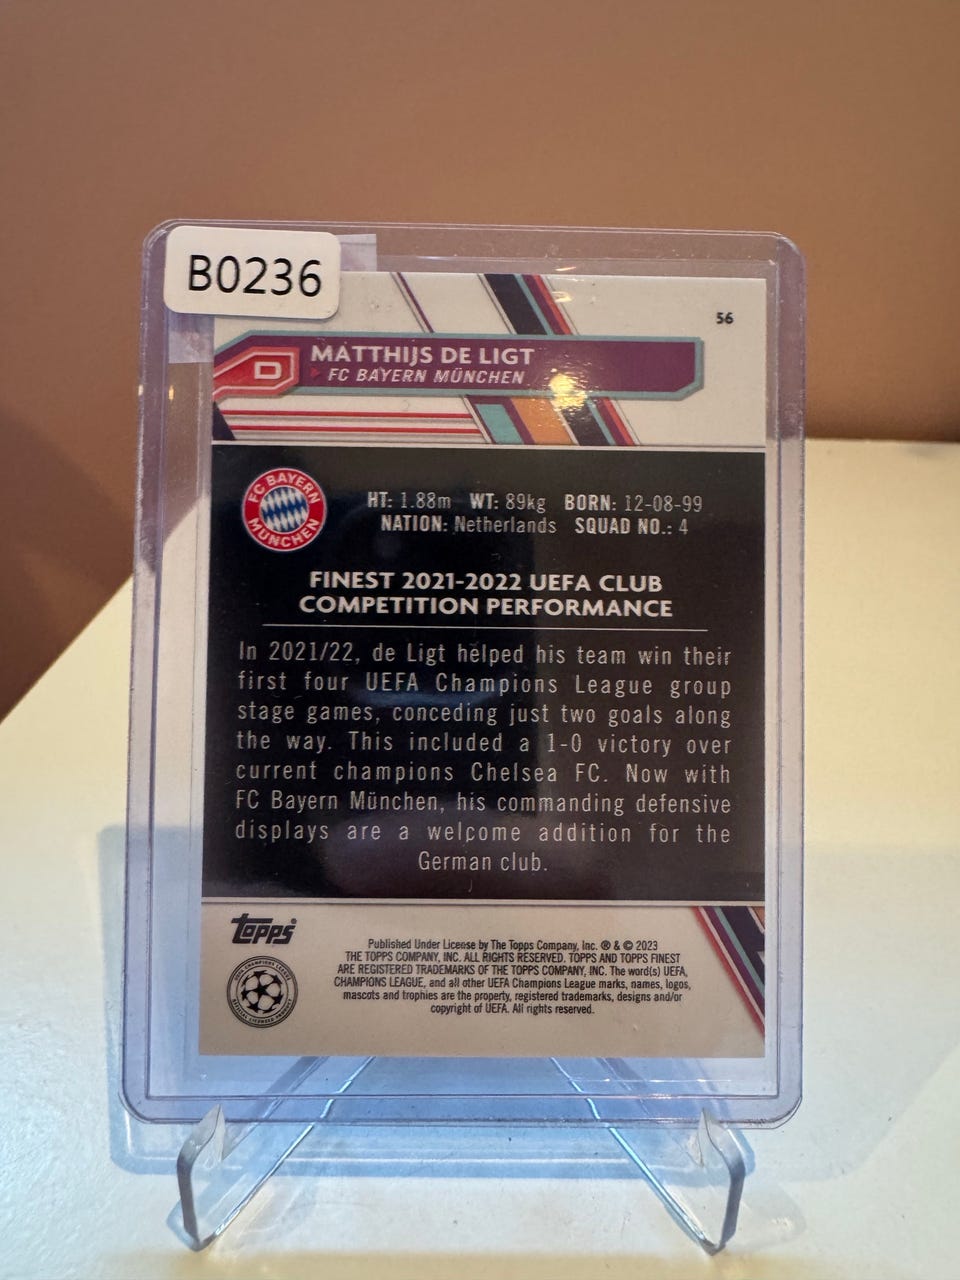 B0236
56
D
MATTHIJS DE LIGT
FC BAYERN MÜNCHEN
FC BAYERN
MÜNCHEN
HT: 1.88m WT: 89kg BORN: 12-08-99
NATION: Netherlands SQUAD NO.: 4
FINEST 2021-2022 UEFA CLUB
COMPETITION PERFORMANCE
In 2021/22, de Ligt helped his team win their
first four UEFA Champions League group
stage games, conceding just two goals along
the way. This included a 1-0 victory over
current champions Chelsea FC. Now with
FC Bayern München, his commanding defensive
displays are a welcome addition for the
German club.
topps
Published Under License by The Topps Company, Inc. ® & © 2023
THE TOPPS COMPANY, INC. ALL RIGHTS RESERVED. TOPPS AND TOPPS FINEST
ARE REGISTERED TRADEMARKS OF THE TOPPS COMPANY, INC. The word(s) UEFA,
CHAMPIONS LEAGUE, and all other UEFA Champions League marks, names, logos,
mascots and trophies are the property, registered trademarks, designs and/or
copyright of UEFA. All rights reserved.
UEFA CHAMPIONS LEAGUE
OFFICIAL LICENSED PRODUCT